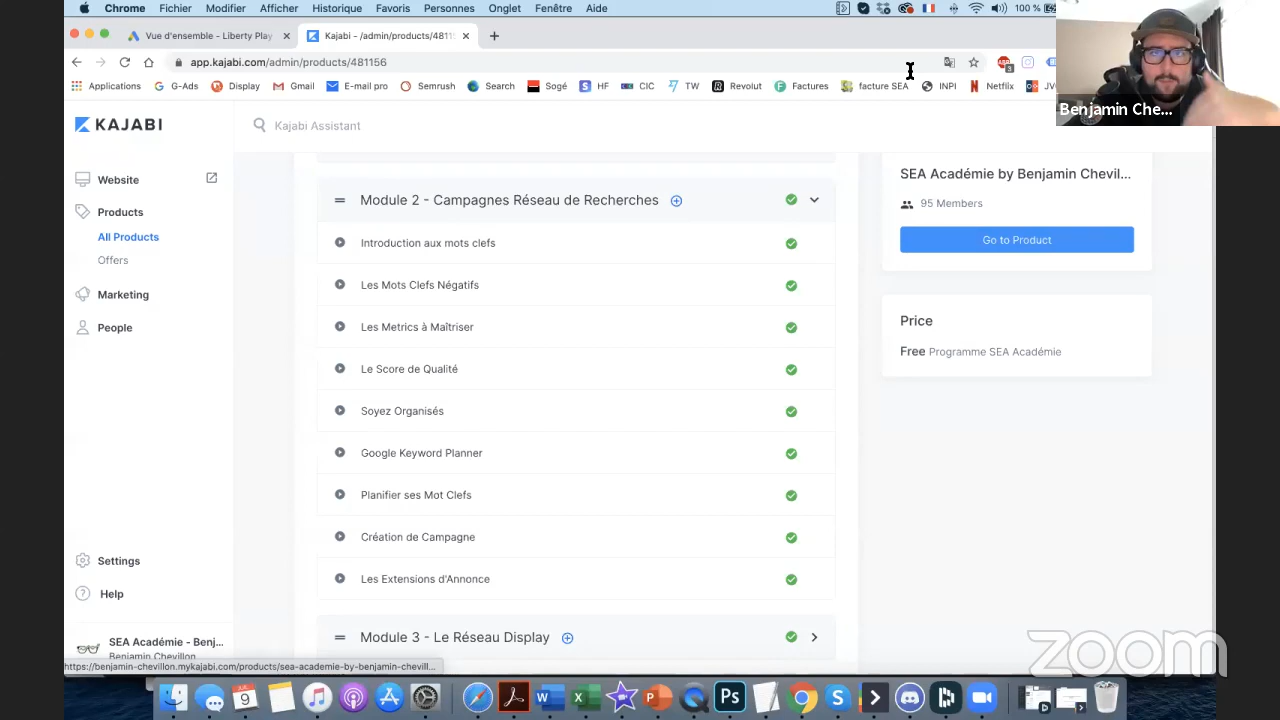 Chrome Fichier Modifier Afficher Historique Favoris Personnes Onglet Fenêtre Aide 100 %
Vue d'ensemble - Liberty Play
Kajabi - /admin/products/4811
app.kajabi.com/admin/products/481156
Applications G-Ads Display Gmail E-mail pro Semrush Search Sogé HF CIC TW Revolut Factures facture SEA INPI Netflix
Benjamin Che...
KAJABI
Kajabi Assistant
Website
Products
All Products
Offers
Marketing
People
Settings
Help
SEA Académie - Benj...
Benjamin Chevillon
https://benjamin-chevillon.mykajabi.com/products/sea-academie-by-benjamin-chevill...
Module 2 - Campagnes Réseau de Recherches
Introduction aux mots clefs
Les Mots Clefs Négatifs
Les Metrics à Maîtriser
Le Score de Qualité
Soyez Organisés
Google Keyword Planner
Planifier ses Mot Clefs
Création de Campagne
Les Extensions d'Annonce
Module 3 - Le Réseau Display
SEA Académie by Benjamin Chevil...
95 Members
Go to Product
Price
Free Programme SEA Académie
zoom